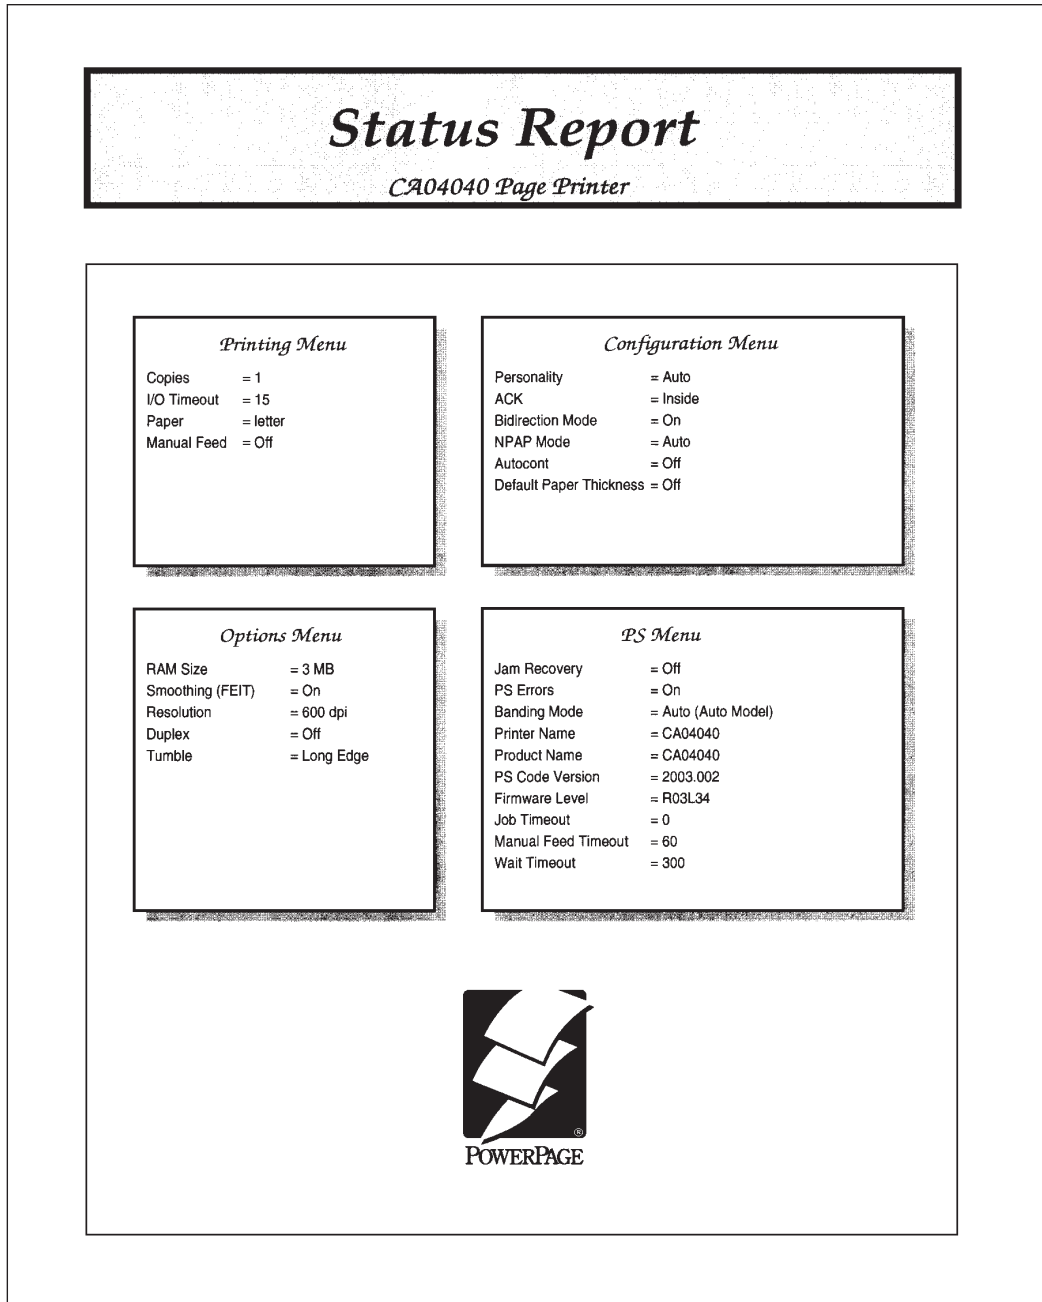 Status Report
CA04040 Page Printer
Printing Menu
Copies = 1
I/O Timeout = 15
Paper = letter
Manual Feed = Off
Configuration Menu
Personality = Auto
ACK = Inside
Bidirection Mode = On
NPAP Mode = Auto
Autocont = Off
Default Paper Thickness = Off
Options Menu
RAM Size = 3 MB
Smoothing (FEIT) = On
Resolution = 600 dpi
Duplex = Off
Tumble = Long Edge
PS Menu
Jam Recovery = Off
PS Errors = On
Banding Mode = Auto (Auto Model)
Printer Name = CA04040
Product Name = CA04040
PS Code Version = 2003.002
Firmware Level = R03L34
Job Timeout = 0
Manual Feed Timeout = 60
Wait Timeout = 300
®
POWERPAGE